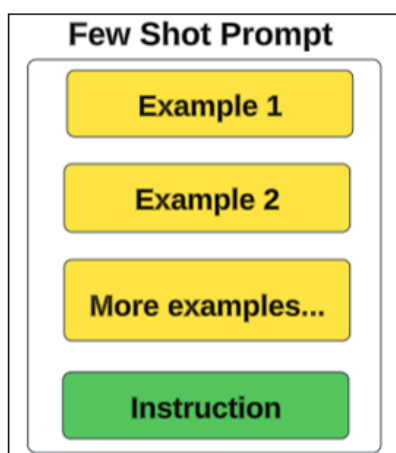 Few Shot Prompt
Example 1
Example 2
More examples...
Instruction